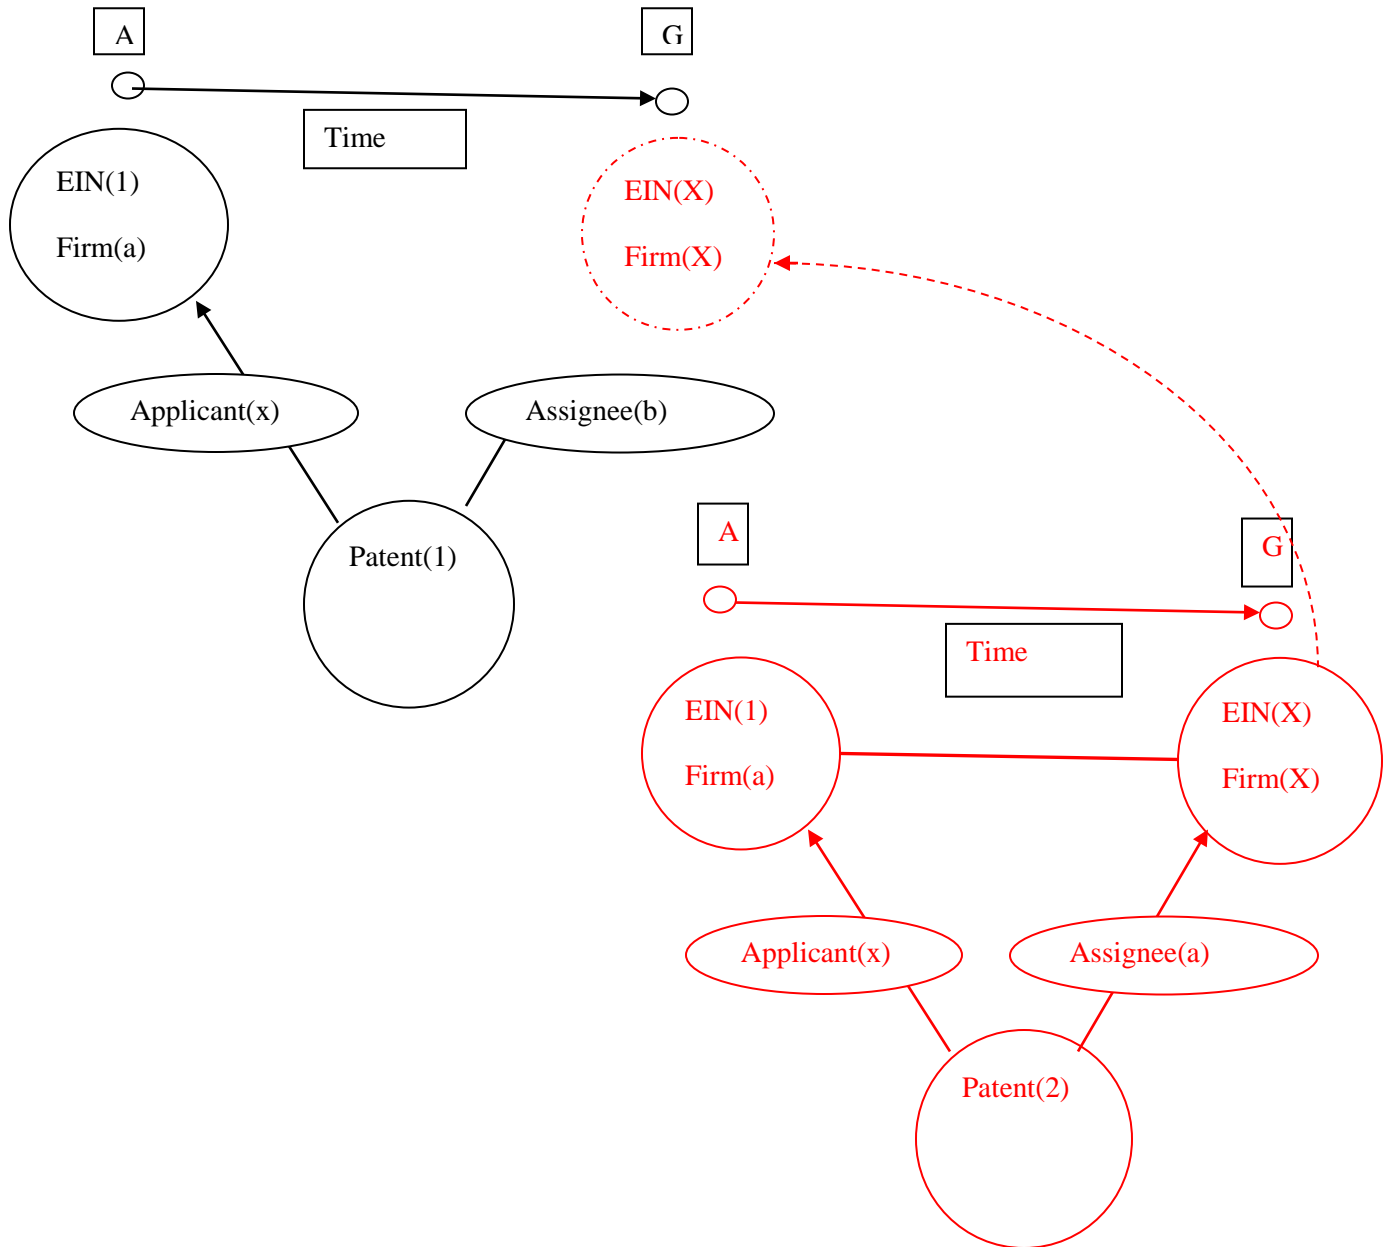 A
G
Time
EIN(1)
Firm(a)
EIN(X)
Firm(X)
Applicant(x)
Assignee(b)
Patent(1)
A
G
Time
EIN(1)
Firm(a)
EIN(X)
Firm(X)
Applicant(x)
Assignee(a)
Patent(2)